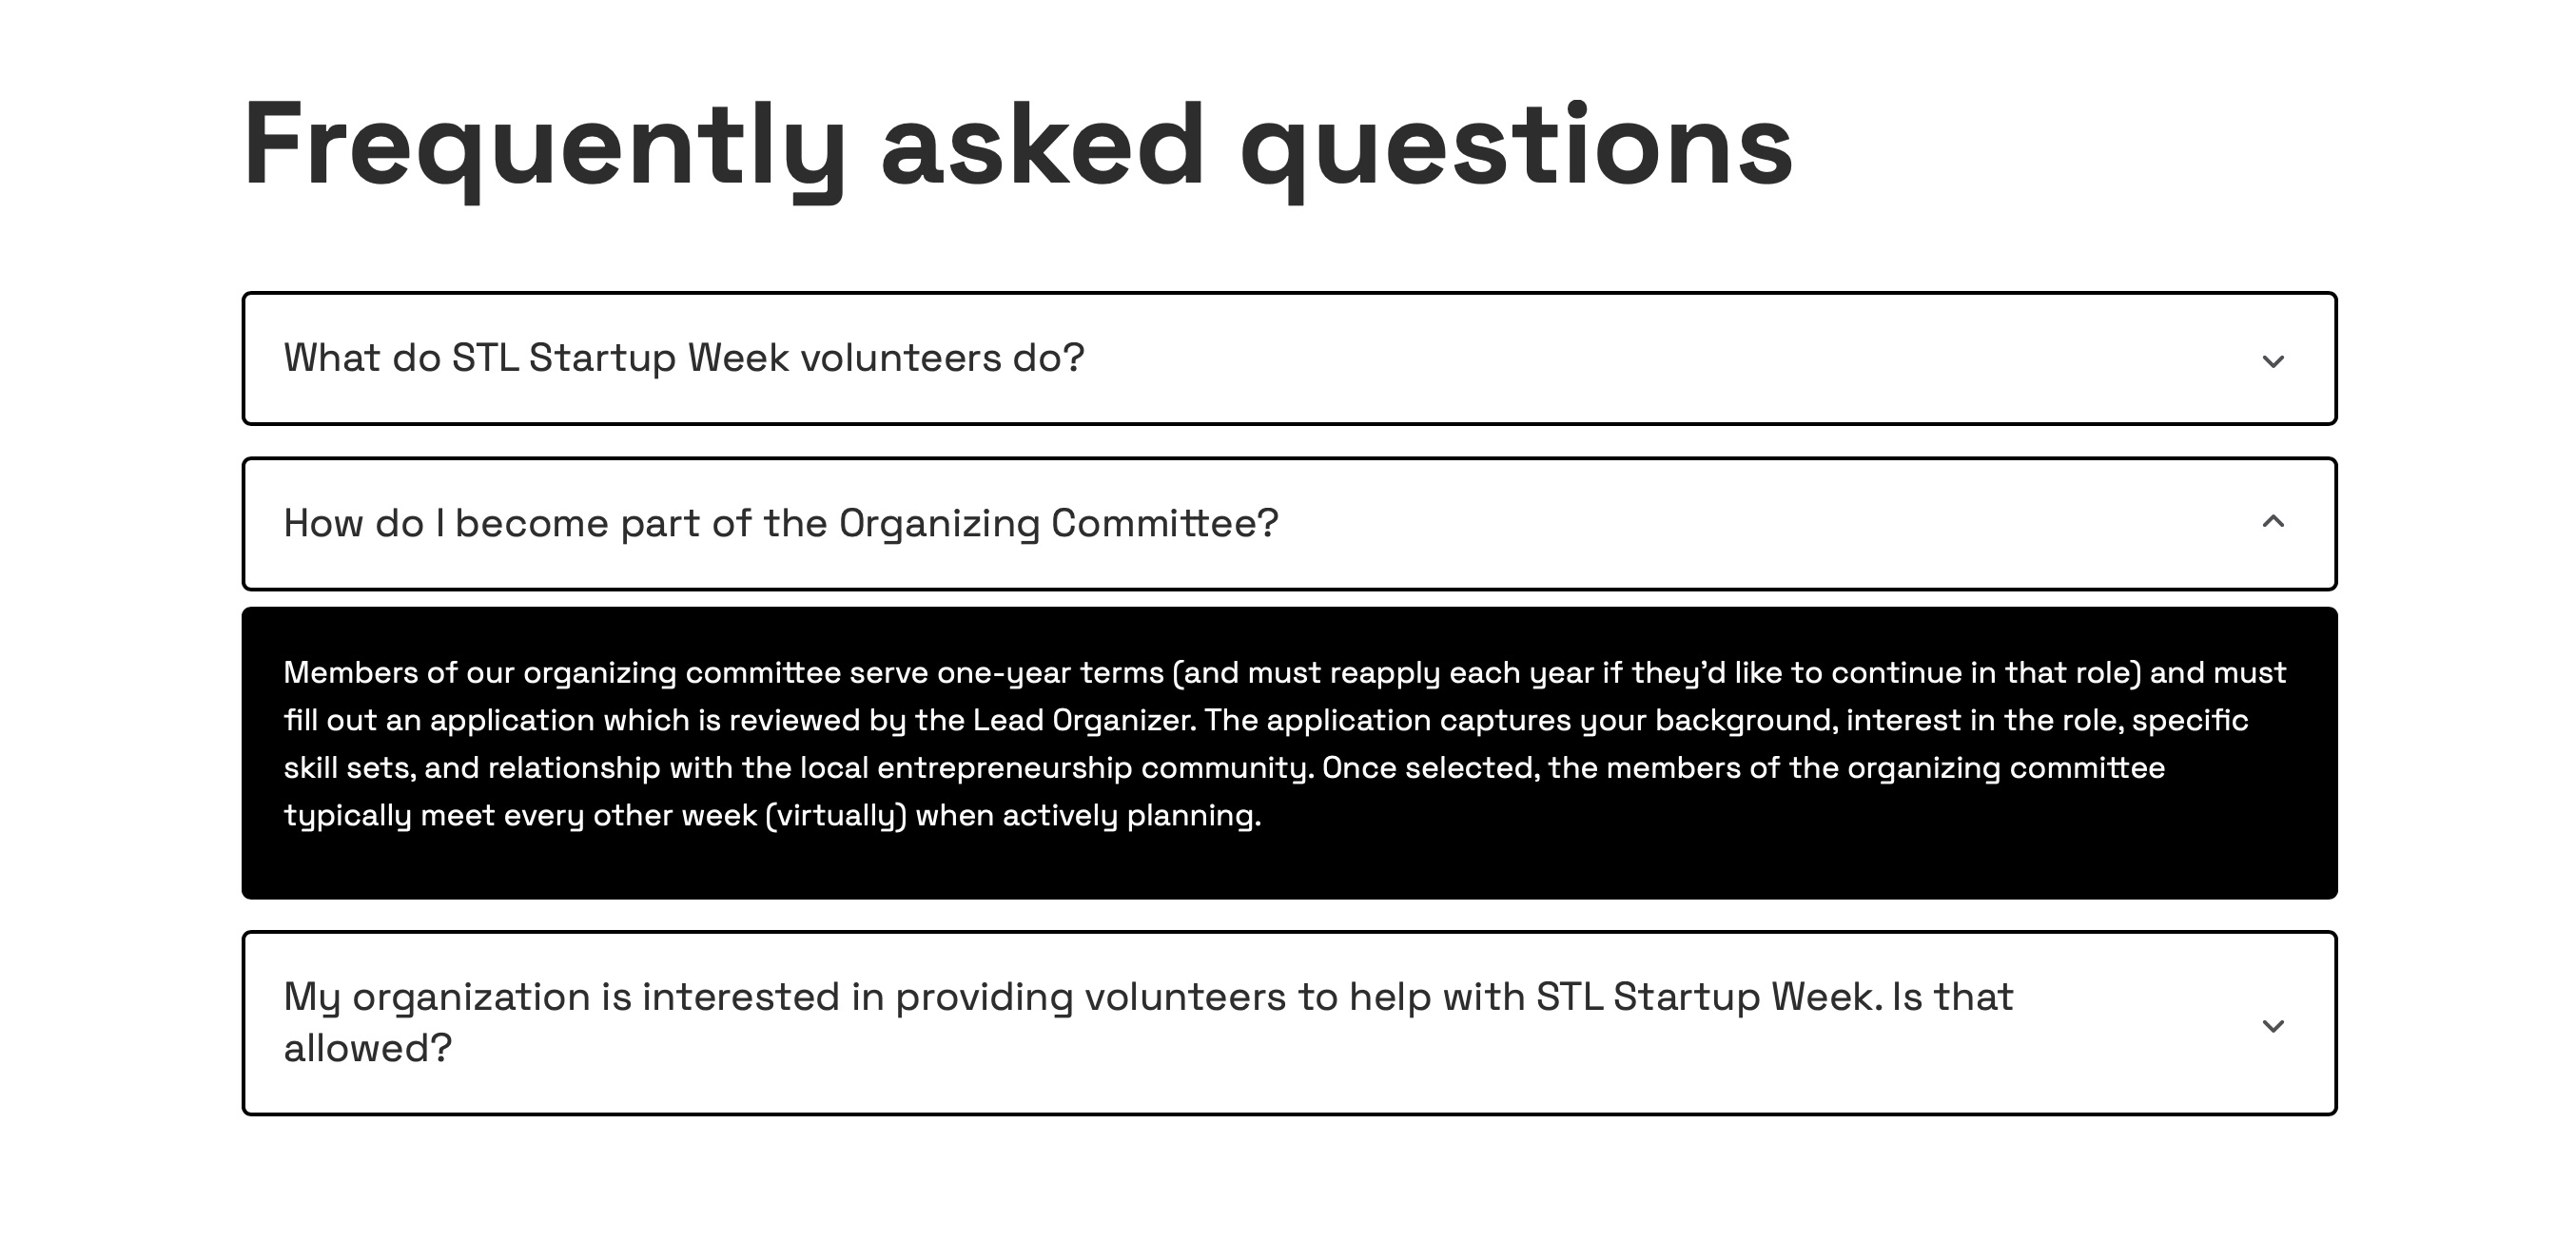 Frequently asked questions
What do STL Startup Week volunteers do?
How do I become part of the Organizing Committee?
Members of our organizing committee serve one-year terms (and must reapply each year if they’d like to continue in that role) and must
fill out an application which is reviewed by the Lead Organizer. The application captures your background, interest in the role, specific
skill sets, and relationship with the local entrepreneurship community. Once selected, the members of the organizing committee
typically meet every other week (virtually) when actively planning.
My organization is interested in providing volunteers to help with STL Startup Week. Is that
allowed?